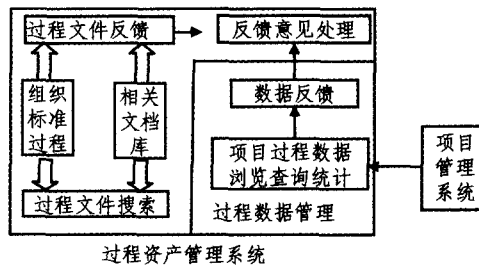 过程文件反馈
反馈意见处理
组织
标准
过程
相关
文档
库
数据反馈
项目过程数据
浏览查询统计
项目
管理
系统
过程文件搜索
过程数据管理
过程资产管理系统